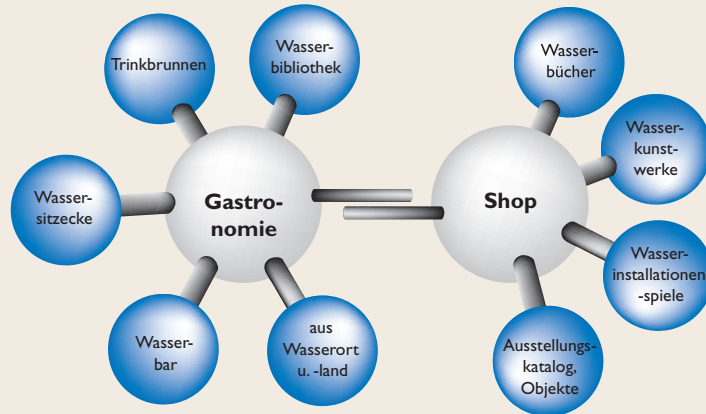 Trinkbrunnen
Wasser-
bibliothek
Wasser-
sitzecke
Gastro-
nomie
Wasser-
bar
aus
Wasserort
u. -land
Wasser-
bücher
Wasser-
kunst-
werke
Shop
Wasser-
installationen
-spiele
Ausstellungs-
katalog,
Objekte